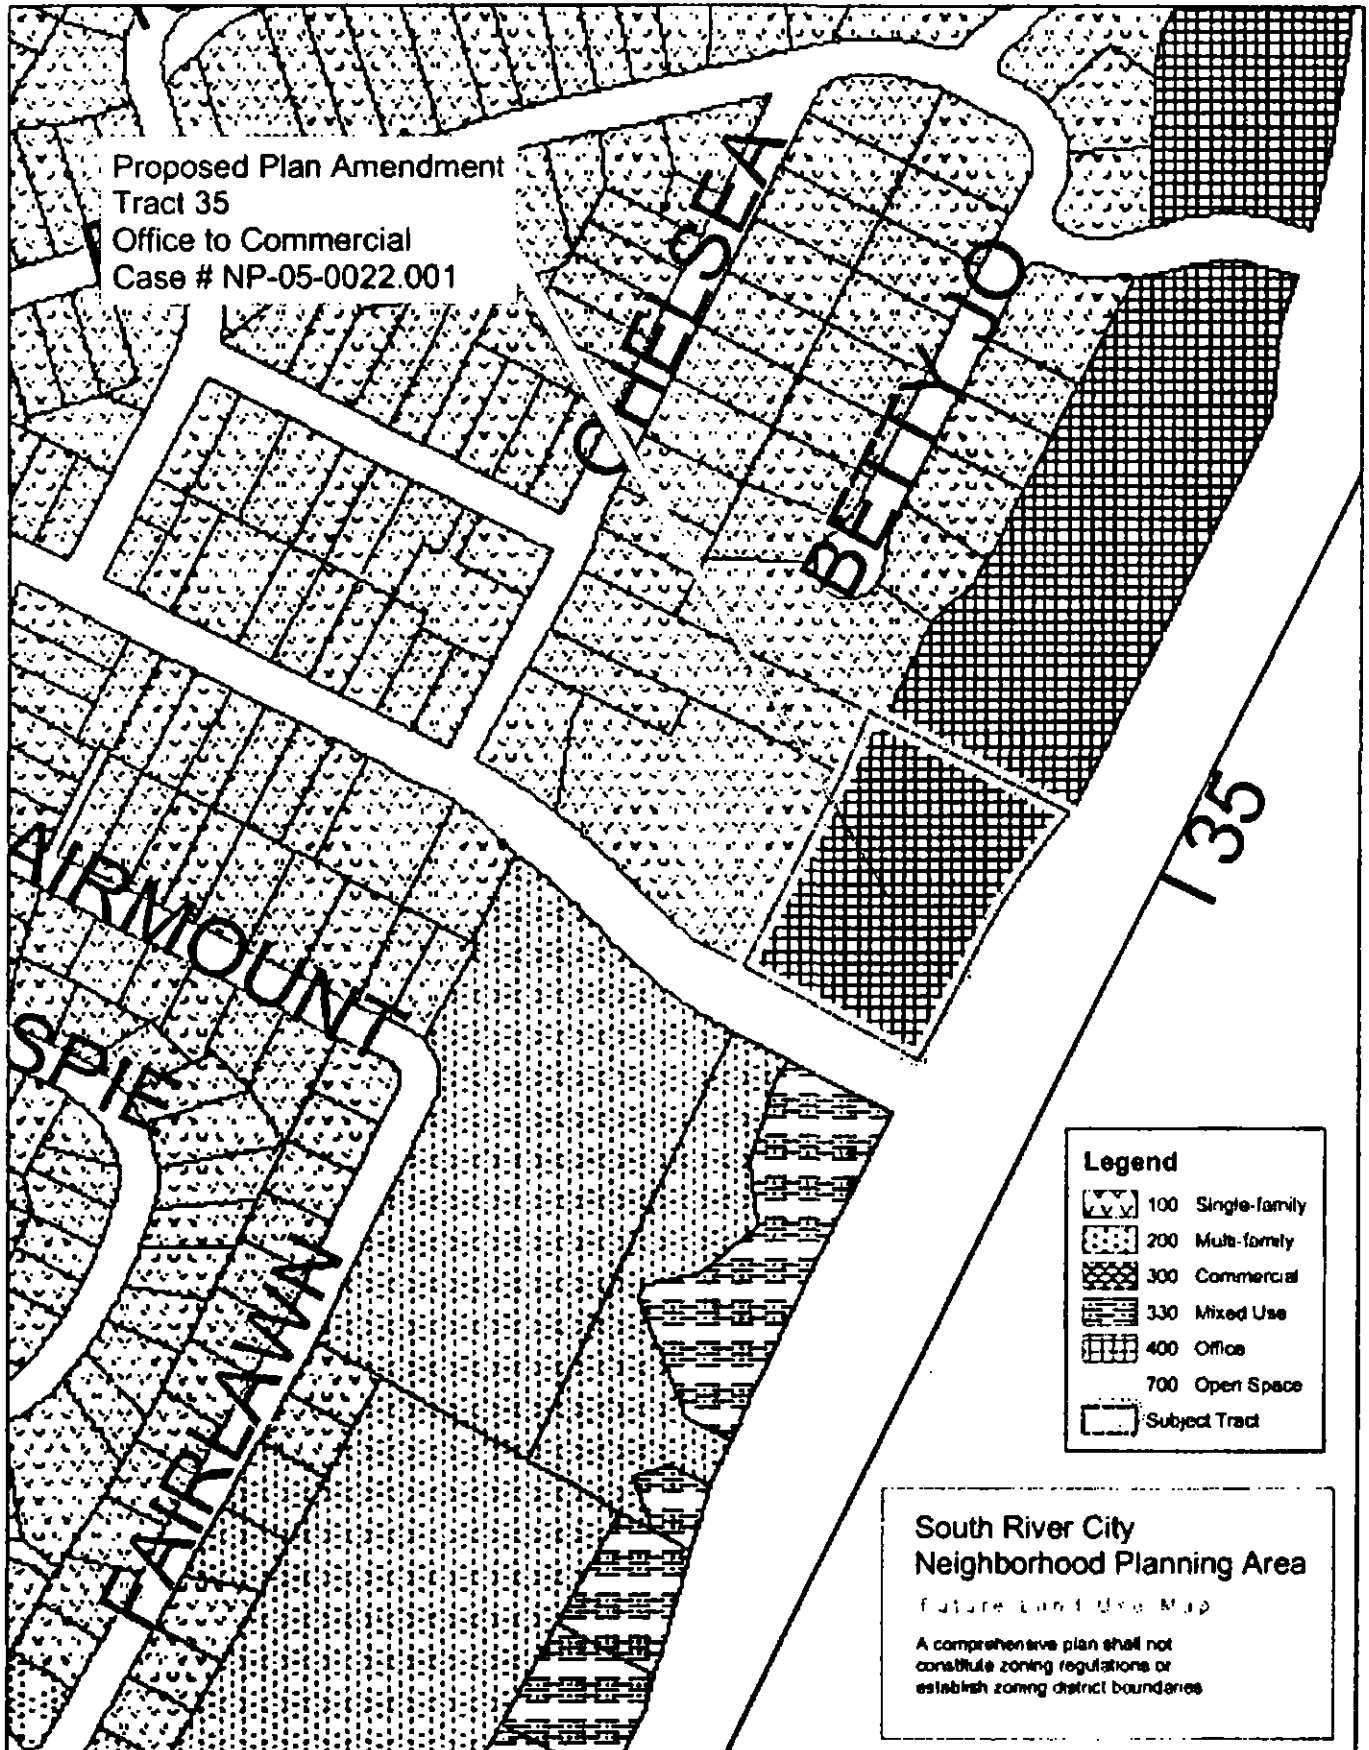 Proposed Plan Amendment
Tract 35
Office to Commercial
Case # NP-05-0022.001
CHELSEA
BETTY JO
I 35
AIRMOUNT
SPIE
FAIRLAWN
Legend
100 Single-family
200 Multi-family
300 Commercial
330 Mixed Use
400 Office
700 Open Space
Subject Tract
South River City
Neighborhood Planning Area
Future Land Use Map
A comprehensive plan shall not
constitute zoning regulations or
establish zoning district boundaries